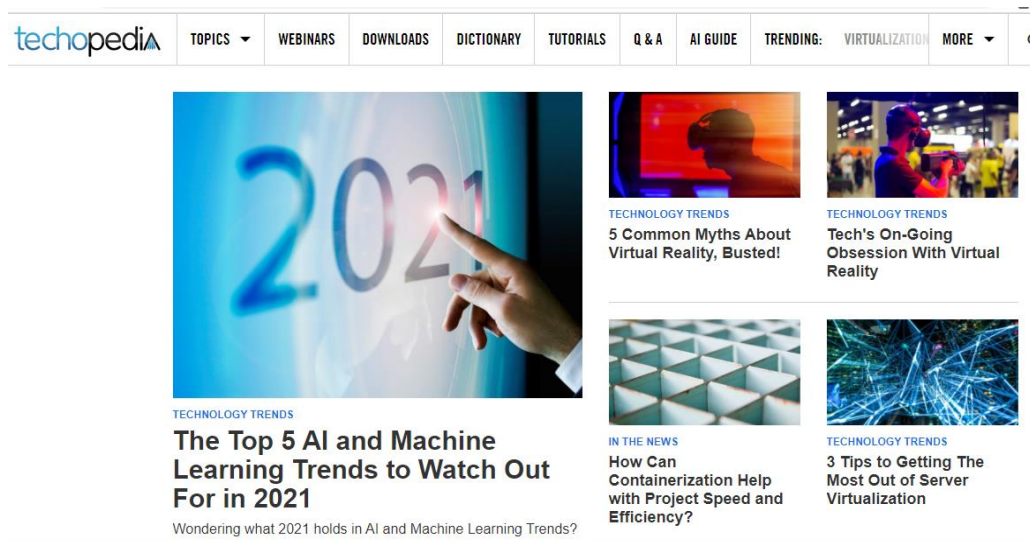 techopedia TOPICS WEBINARS DOWNLOADS DICTIONARY TUTORIALS Q & A AI GUIDE TRENDING: VIRTUALIZATION MORE
2021
TECHNOLOGY TRENDS
The Top 5 AI and Machine
Learning Trends to Watch Out
For in 2021
Wondering what 2021 holds in AI and Machine Learning Trends?
TECHNOLOGY TRENDS
5 Common Myths About
Virtual Reality, Busted!
TECHNOLOGY TRENDS
Tech's On-Going
Obsession With Virtual
Reality
IN THE NEWS
How Can
Containerization Help
with Project Speed and
Efficiency?
TECHNOLOGY TRENDS
3 Tips to Getting The
Most Out of Server
Virtualization